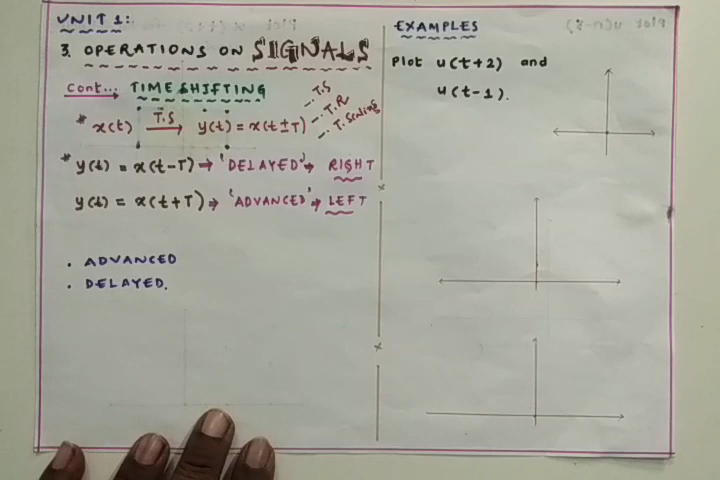 UNIT 1:
3. OPERATIONS ON SIGNALS
Cont... TIME SHIFTING
* x(t) T.S → y(t) = x(t ± T)
- T.S
- T.R
- T. Scaling
* y(t) = x(t-T) → 'DELAYED' → RIGHT
y(t) = x(t+T) → 'ADVANCED' → LEFT
. ADVANCED
. DELAYED.
EXAMPLES
Plot u(t+2) and
u(t-1).